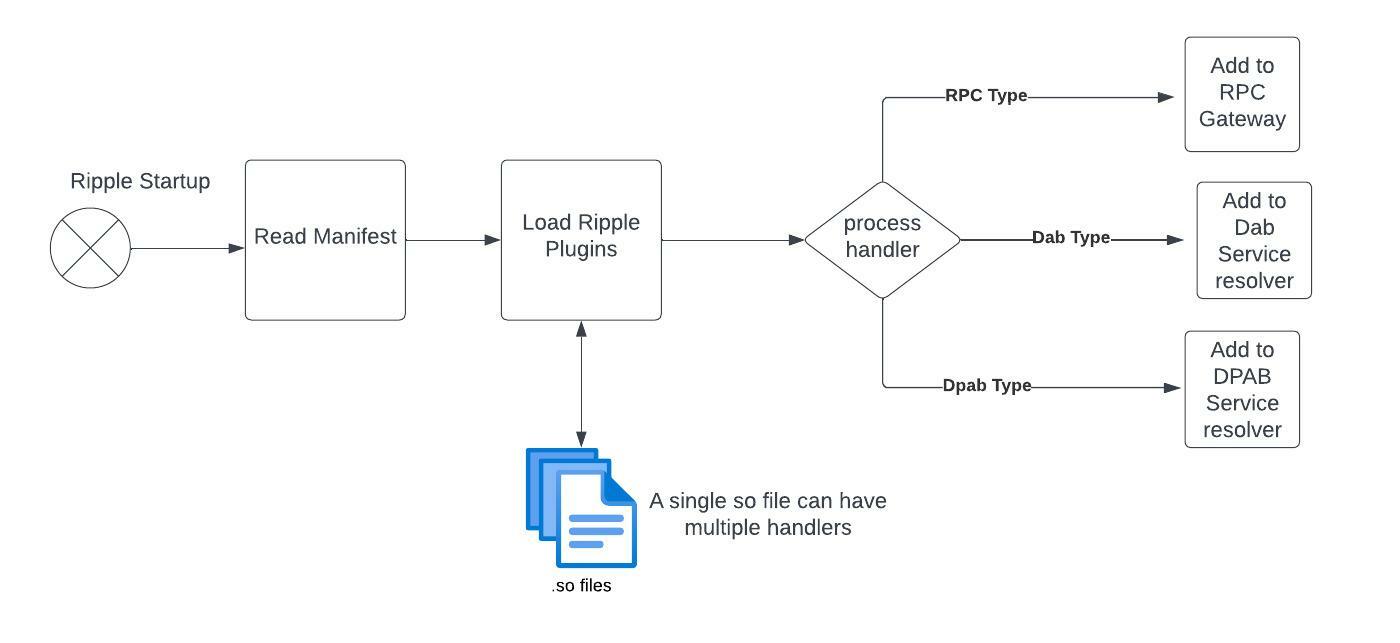 Ripple Startup
Read Manifest
Load Ripple
Plugins
process
handler
RPC Type
Add to
RPC
Gateway
Dab Type
Add to
Dab
Service
resolver
Dpab Type
Add to
DPAB
Service
resolver
A single so file can have
multiple handlers
.so files